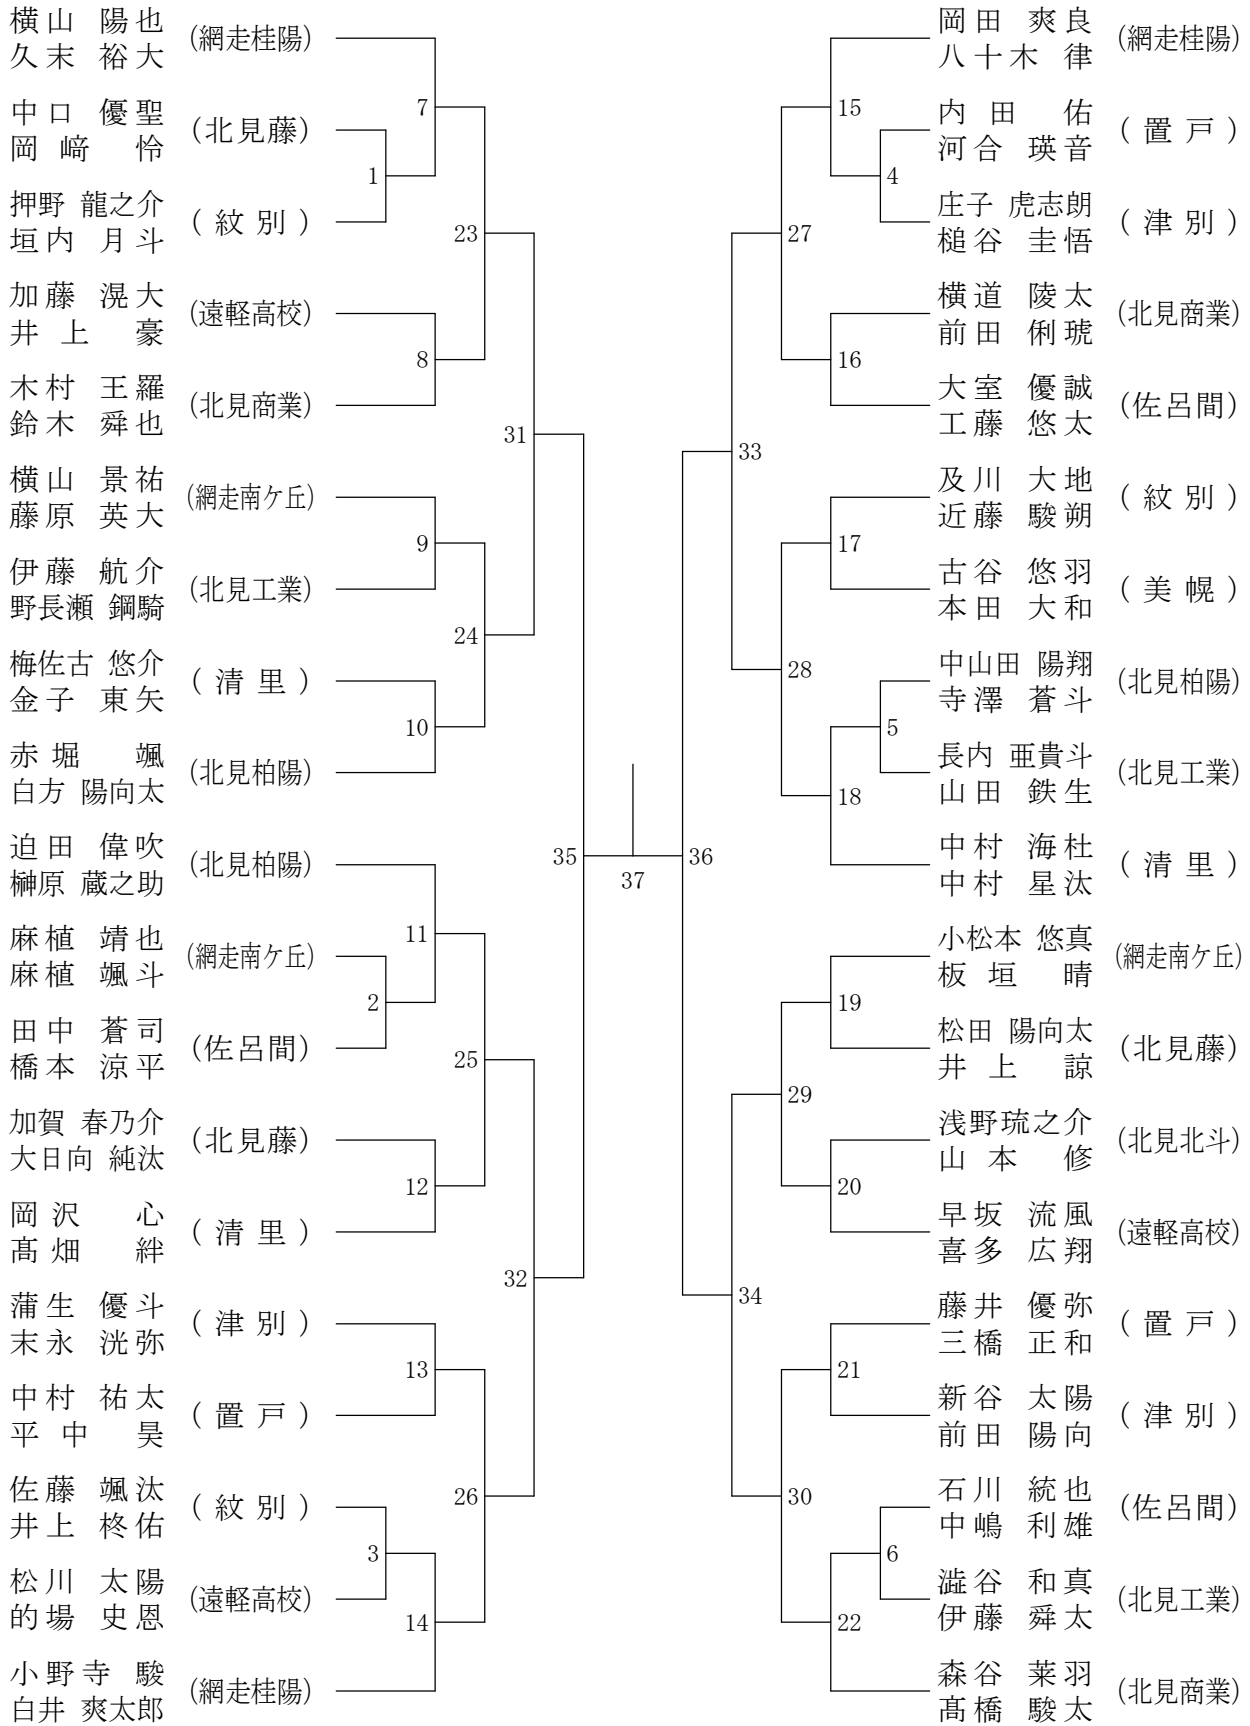 横山 陽也
久末 裕大
(網走桂陽)
中口 優聖
岡﨑 怜
(北見藤)
押野 龍之介
垣内 月斗
(紋別)
加藤 滉大
井上 豪
(遠軽高校)
木村 王羅
鈴木 舜也
(北見商業)
横山 景祐
藤原 英大
(網走南ケ丘)
伊藤 航介
野長瀬 鋼騎
(北見工業)
梅佐古 悠介
金子 東矢
(清里)
赤堀 颯
白方 陽向太
(北見柏陽)
迫田 偉吹
榊原 蔵之助
(北見柏陽)
麻植 靖也
麻植 颯斗
(網走南ケ丘)
田中 蒼司
橋本 涼平
(佐呂間)
加賀 春乃介
大日向 純汰
(北見藤)
岡沢 心
髙畑 絆
(清里)
蒲生 優斗
末永 洸弥
(津別)
中村 祐太
平中 昊
(置戸)
佐藤 颯汰
井上 柊佑
(紋別)
松川 太陽
的場 史恩
(遠軽高校)
小野寺 駿
白井 爽太郎
(網走桂陽)
7
1
23
8
31
9
24
10
35
11
2
25
12
32
13
26
3
14
37
36
15
4
27
16
33
17
28
5
18
19
29
20
34
21
30
6
22
岡田 爽良
八十木 律
(網走桂陽)
内田 佑
河合 瑛音
(置戸)
庄子 虎志朗
槌谷 圭悟
(津別)
横道 陵太
前田 俐琥
(北見商業)
大室 優誠
工藤 悠太
(佐呂間)
及川 大地
近藤 駿朔
(紋別)
古谷 悠羽
本田 大和
(美幌)
中山田 陽翔
寺澤 蒼斗
(北見柏陽)
長内 亜貴斗
山田 鉄生
(北見工業)
中村 海杜
中村 星汰
(清里)
小松本 悠真
板垣 晴
(網走南ケ丘)
松田 陽向太
井上 諒
(北見藤)
浅野琉之介
山本 修
(北見北斗)
早坂 流風
喜多 広翔
(遠軽高校)
藤井 優弥
三橋 正和
(置戸)
新谷 太陽
前田 陽向
(津別)
石川 統也
中嶋 利雄
(佐呂間)
澁谷 和真
伊藤 舜太
(北見工業)
森谷 茉羽
髙橋 駿太
(北見商業)